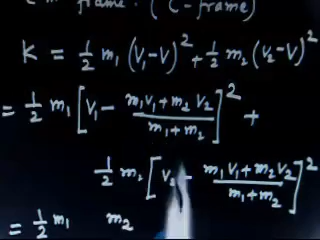 frame. (C-frame)
K = 1/2 m₁ (V₁-V)² + 1/2 m₂ (V₂-V)²
= 1/2 m₁ [V₁ - (m₁V₁+m₂V₂)/(m₁+m₂)]² +
1/2 m₂ [V₂ - (m₁V₁+m₂V₂)/(m₁+m₂)]²
= 1/2 m₁ m₂